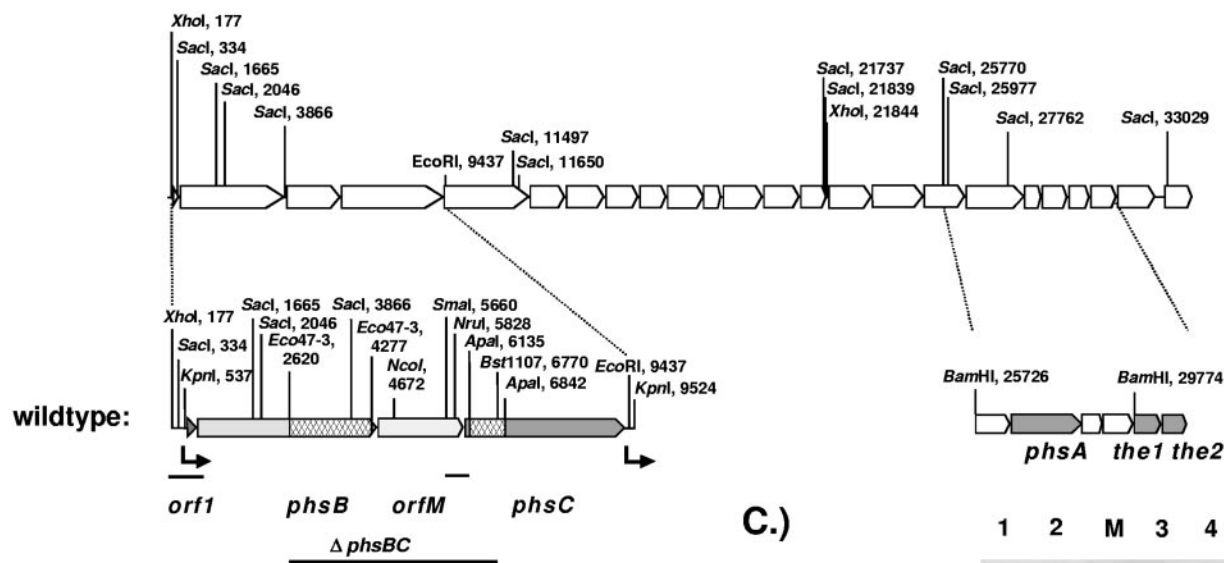 XhoI, 177
SacI, 334
SacI, 1665
SacI, 2046
SacI, 3866
EcoRI, 9437
SacI, 11497
SacI, 11650
SacI, 21737
SacI, 21839
XhoI, 21844
SacI, 25770
SacI, 25977
SacI, 27762
SacI, 33029
wildtype:
XhoI, 177
SacI, 334
KpnI, 537
SacI, 1665
SacI, 2046
Eco47-3,
2620
SacI, 3866
Eco47-3,
4277
NcoI,
4672
SmaI, 5660
NruI, 5828
ApaI, 6135
Bst1107, 6770
ApaI, 6842
EcoRI, 9437
KpnI, 9524
BamHI, 25726
BamHI, 29774
phsA the1 the2
orf1 phsB orfM phsC
Δ phsBC
C.)
1 2 M 3 4